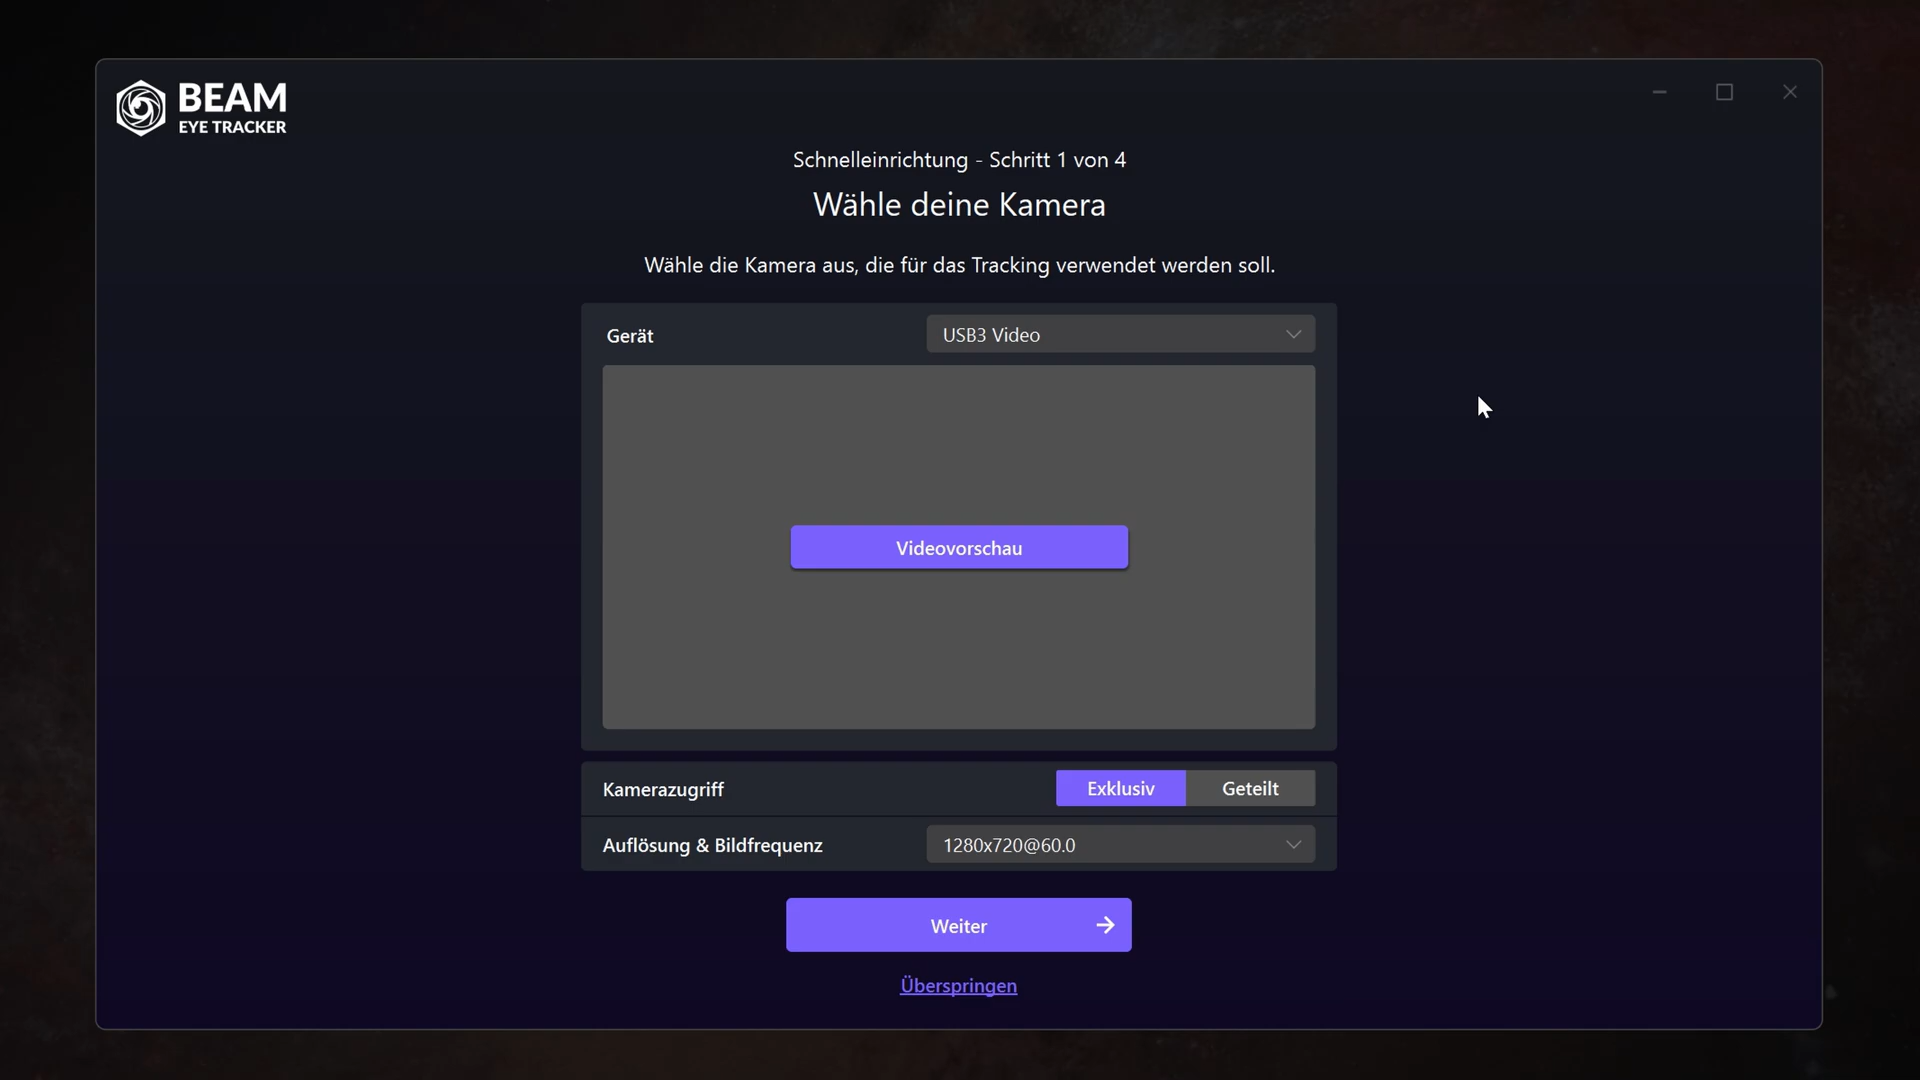 BEAM
EYE TRACKER
Schnelleinrichtung - Schritt 1 von 4
Wähle deine Kamera
Wähle die Kamera aus, die für das Tracking verwendet werden soll.
Gerät
USB3 Video
Videovorschau
Kamerazugriff
Exklusiv
Geteilt
Auflösung & Bildfrequenz
1280x720@60.0
Weiter
Überspringen